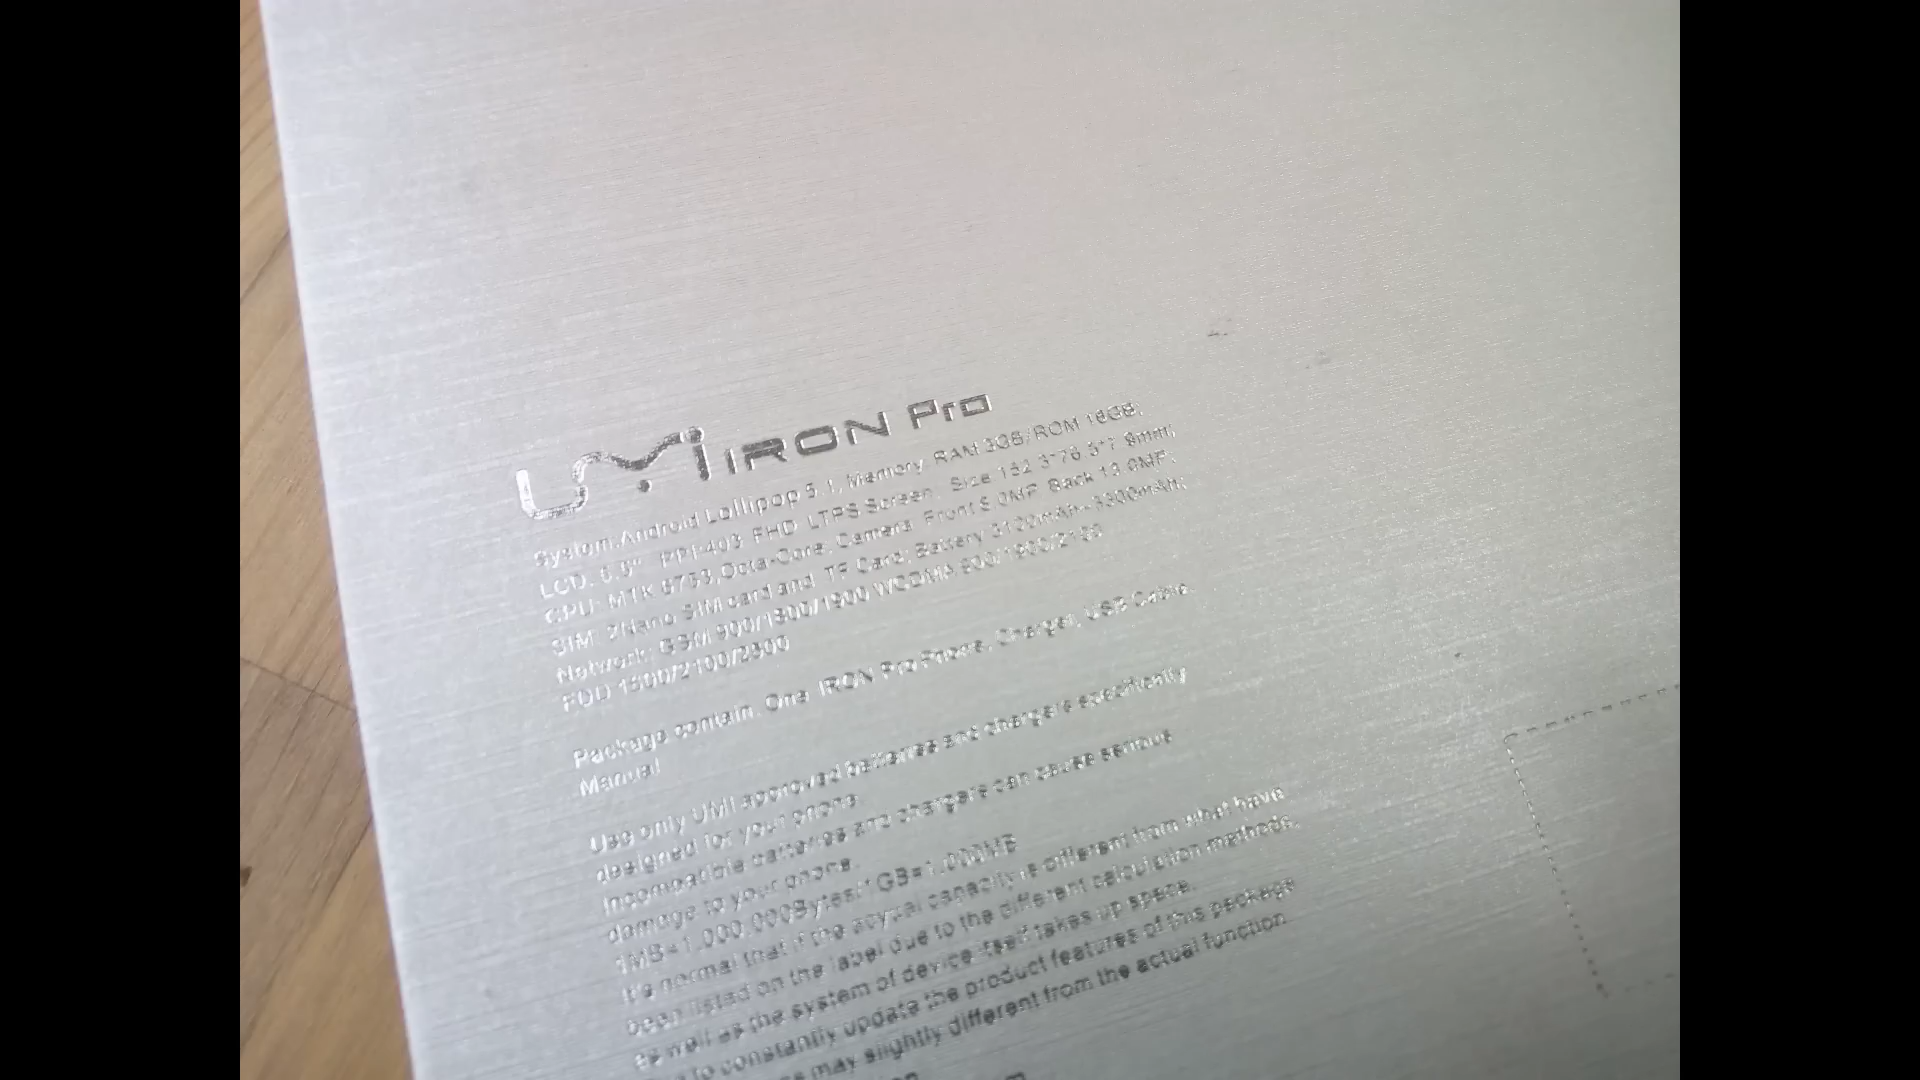 UMi IRON Pro
System:Android Lollipop 5.1, Memory RAM 3GB/ROM 16GB;
LCD: 5.5" PPI:403 FHD LTPS Screen; Size 152.3*76.5*7.9mm;
CPU: MTK 6753,Octa-Core; Camera: Front 5.0MP Back 13.0MP;
SIM: 2Nano SIM card and TF Card; Battery 3100mAh~3300mAh;
Network: GSM 900/1800/1900 WCDMA 900/1900/2100
FDD 1800/2100/2600
Package contain: One IRON Pro Phone, Charger, USB Cable
Manual
Use only UMI approved batteries and chargers specifically
designed for your phone.
Incompatible batteries and chargers can cause serious
damage to your phone.
1MB=1,000,000Bytes/1GB=1,000MB
It's normal that if the acypal capacity is different from what have
been listed on the label due to the different calculation methods,
as well as the system of device itself takes up space.
to constantly update the product features of this package
may slightly different from the actual function